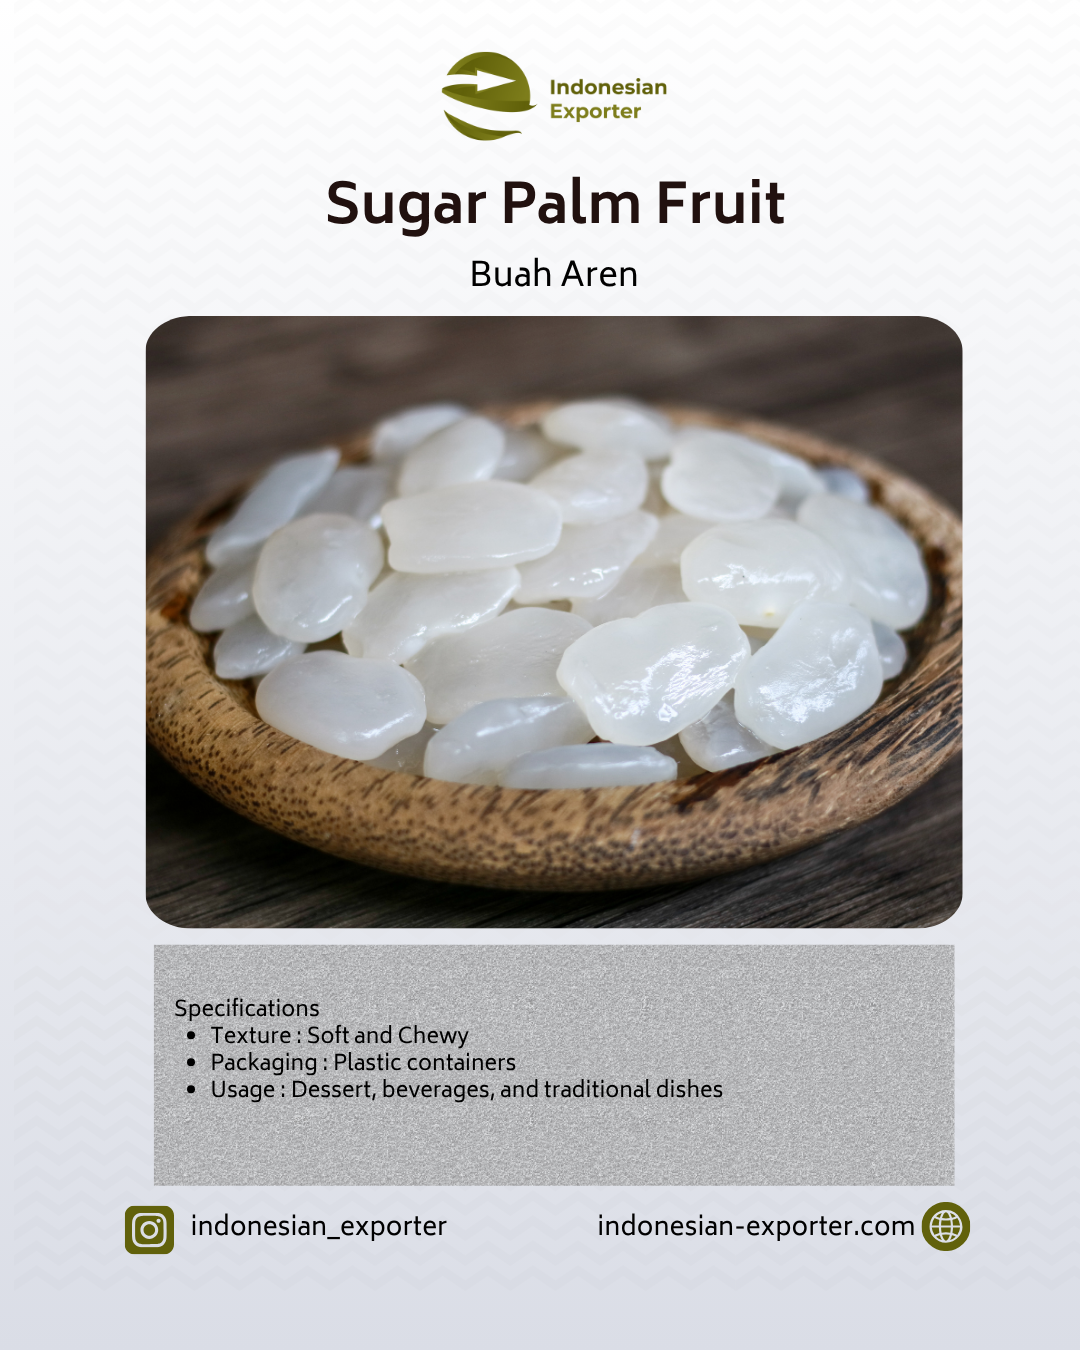 Indonesian
Exporter
Sugar Palm Fruit
Buah Aren
Specifications
• Texture : Soft and Chewy
• Packaging : Plastic containers
• Usage : Dessert, beverages, and traditional dishes
indonesian_exporter
indonesian-exporter.com